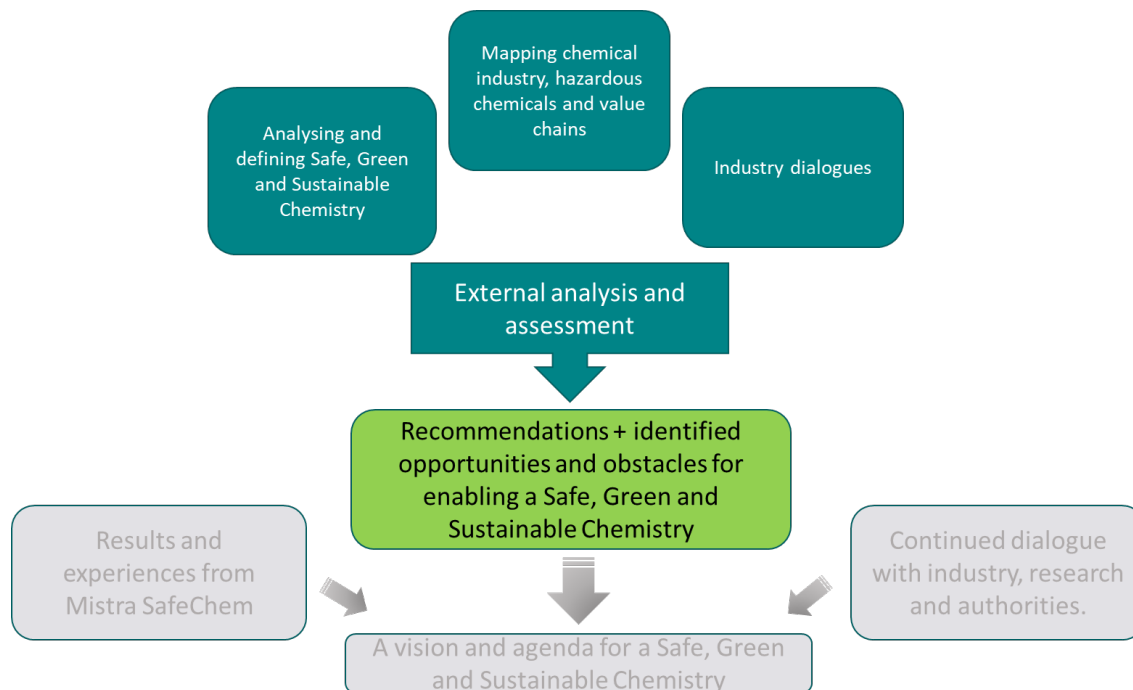 Mapping chemical
industry, hazardous
chemicals and value
chains
Analysing and
defining Safe, Green
and Sustainable
Chemistry
Industry dialogues
External analysis and
assessment
Recommendations + identified
opportunities and obstacles for
enabling a Safe, Green and
Sustainable Chemistry
Results and
experiences from
Mistra SafeChem
Continued dialogue
with industry, research
and authorities.
A vision and agenda for a Safe, Green
and Sustainable Chemistry